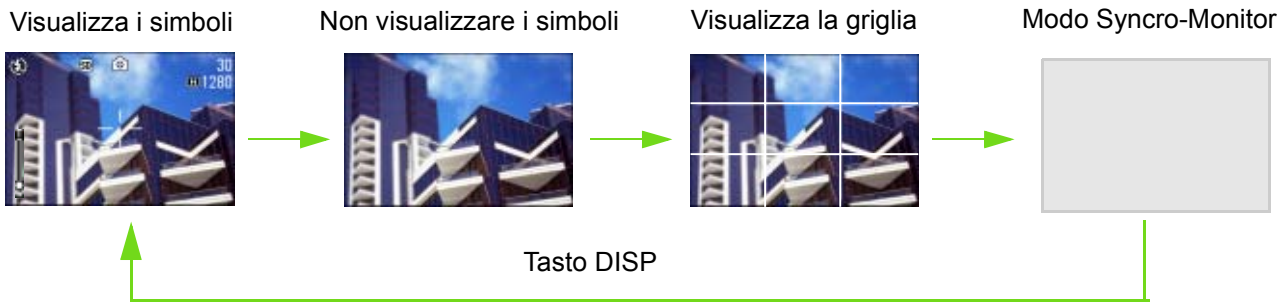 Visualizza i simboli
Non visualizzare i simboli
Visualizza la griglia
Modo Syncro-Monitor
30
1280
Tasto DISP